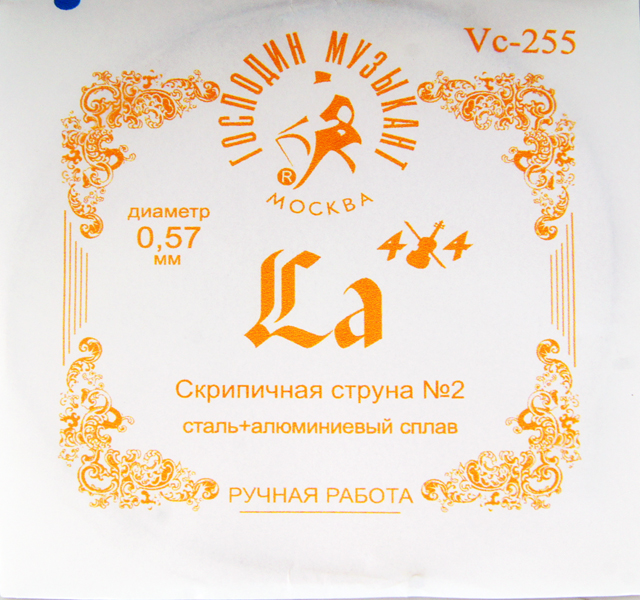 Vc-255
ГОСПОДИН МУЗЫКАНТ
®
МОСКВА
диаметр
0,57
мм
4 4
La
Скрипичная струна №2
сталь+алюминиевый сплав
РУЧНАЯ РАБОТА